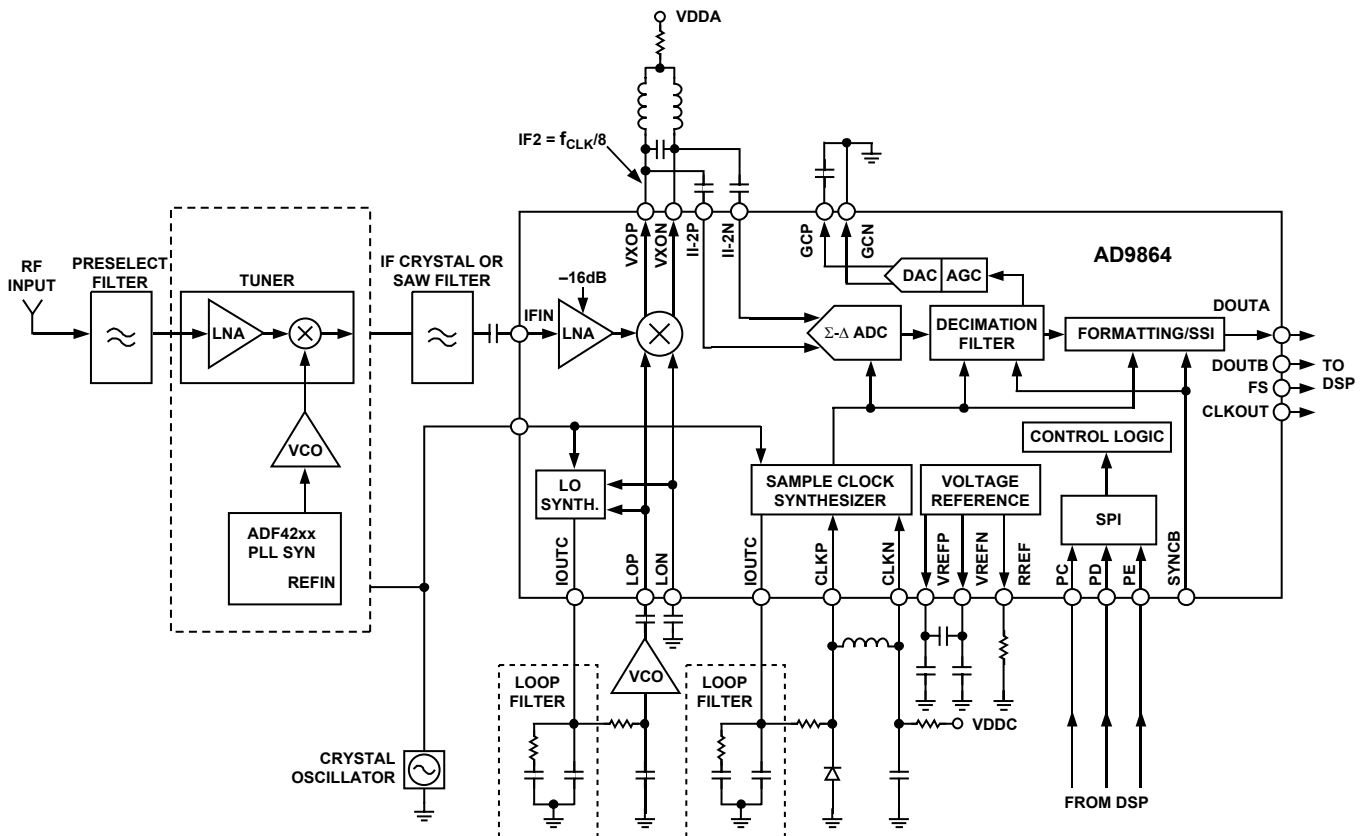 VDDA
IF2 = fCLK/8
VXOP
VXON
II-2P
II-2N
GCP
GCN
AD9864
RF
INPUT
PRESELECT
FILTER
TUNER
LNA
IF CRYSTAL OR
SAW FILTER
–16dB
IFIN
LNA
DAC
AGC
Σ-Δ ADC
DECIMATION
FILTER
FORMATTING/SSI
DOUTA
DOUTB
FS
CLKOUT
TO
DSP
VCO
ADF42xx
PLL SYN
REFIN
LO
SYNTH.
SAMPLE CLOCK
SYNTHESIZER
VOLTAGE
REFERENCE
CONTROL LOGIC
SPI
IOUTC
LOP
LON
IOUTC
CLKP
CLKN
VREFP
VREFN
RREF
PC
PD
PE
SYNCB
LOOP
FILTER
VCO
LOOP
FILTER
VDDC
CRYSTAL
OSCILLATOR
FROM DSP